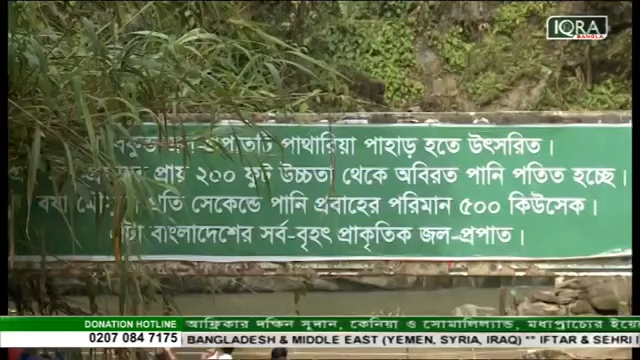 IQRA
BANGLA
জল-প্রপাতটি পাথারিয়া পাহাড় হতে উৎসরিত।
প্রায় ২০০ ফুট উচ্চতা থেকে অবিরত পানি পতিত হচ্ছে।
বর্ষা প্রতি সেকেন্ডে পানি প্রবাহের পরিমান ৫০০ কিউসেক।
এটা বাংলাদেশের সর্ব-বৃহৎ প্রাকৃতিক জল-প্রপাত।
DONATION HOTLINE
আফ্রিকার দক্ষিন সুদান, কেনিয়া ও সোমালিল্যান্ড, মধ্যপ্রাচ্যের
0207 084 7175
BANGLADESH & MIDDLE EAST (YEMEN, SYRIA, IRAQ) ** IFTAR & SEHRI